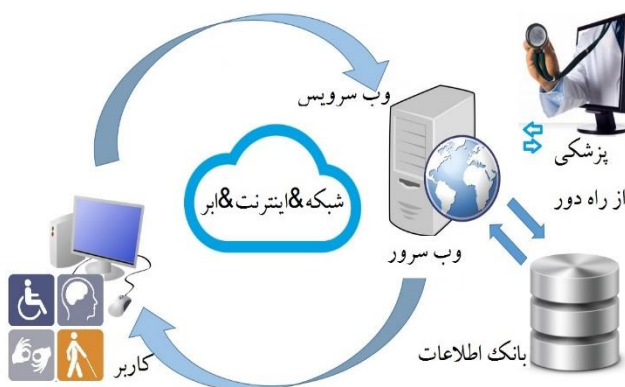 وب سرویس
پزشکی
از راه دور
شبکه&اینترنت&ابر
وب سرور
بانک اطلاعات
کاربر